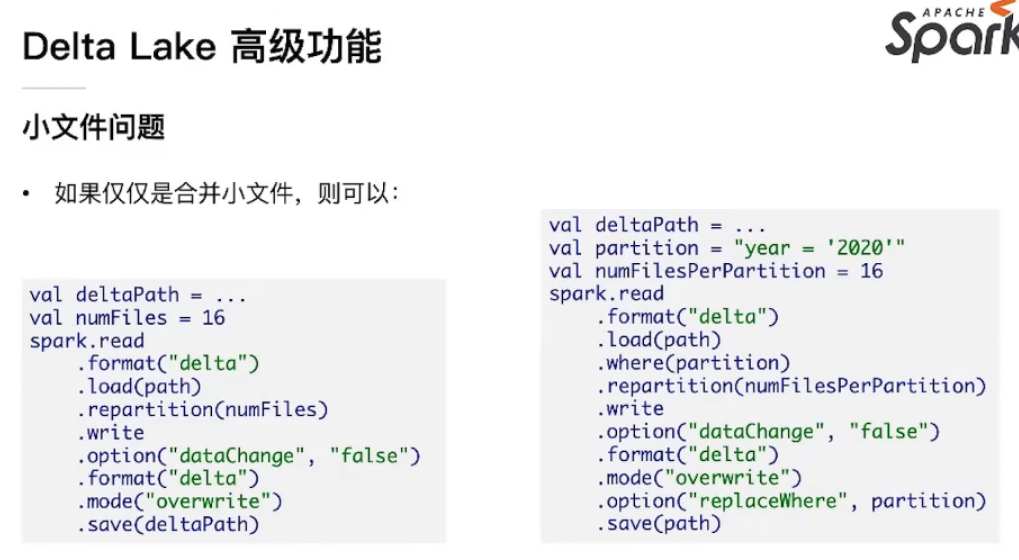 APACHE
Spark
Delta Lake 高级功能
小文件问题
• 如果仅仅是合并小文件，则可以：
val deltaPath = ...
val numFiles = 16
spark.read
    .format("delta")
    .load(path)
    .repartition(numFiles)
    .write
    .option("dataChange", "false")
    .format("delta")
    .mode("overwrite")
    .save(deltaPath)
val deltaPath = ...
val partition = "year = '2020'"
val numFilesPerPartition = 16
spark.read
    .format("delta")
    .load(path)
    .where(partition)
    .repartition(numFilesPerPartition)
    .write
    .option("dataChange", "false")
    .format("delta")
    .mode("overwrite")
    .option("replaceWhere", partition)
    .save(path)